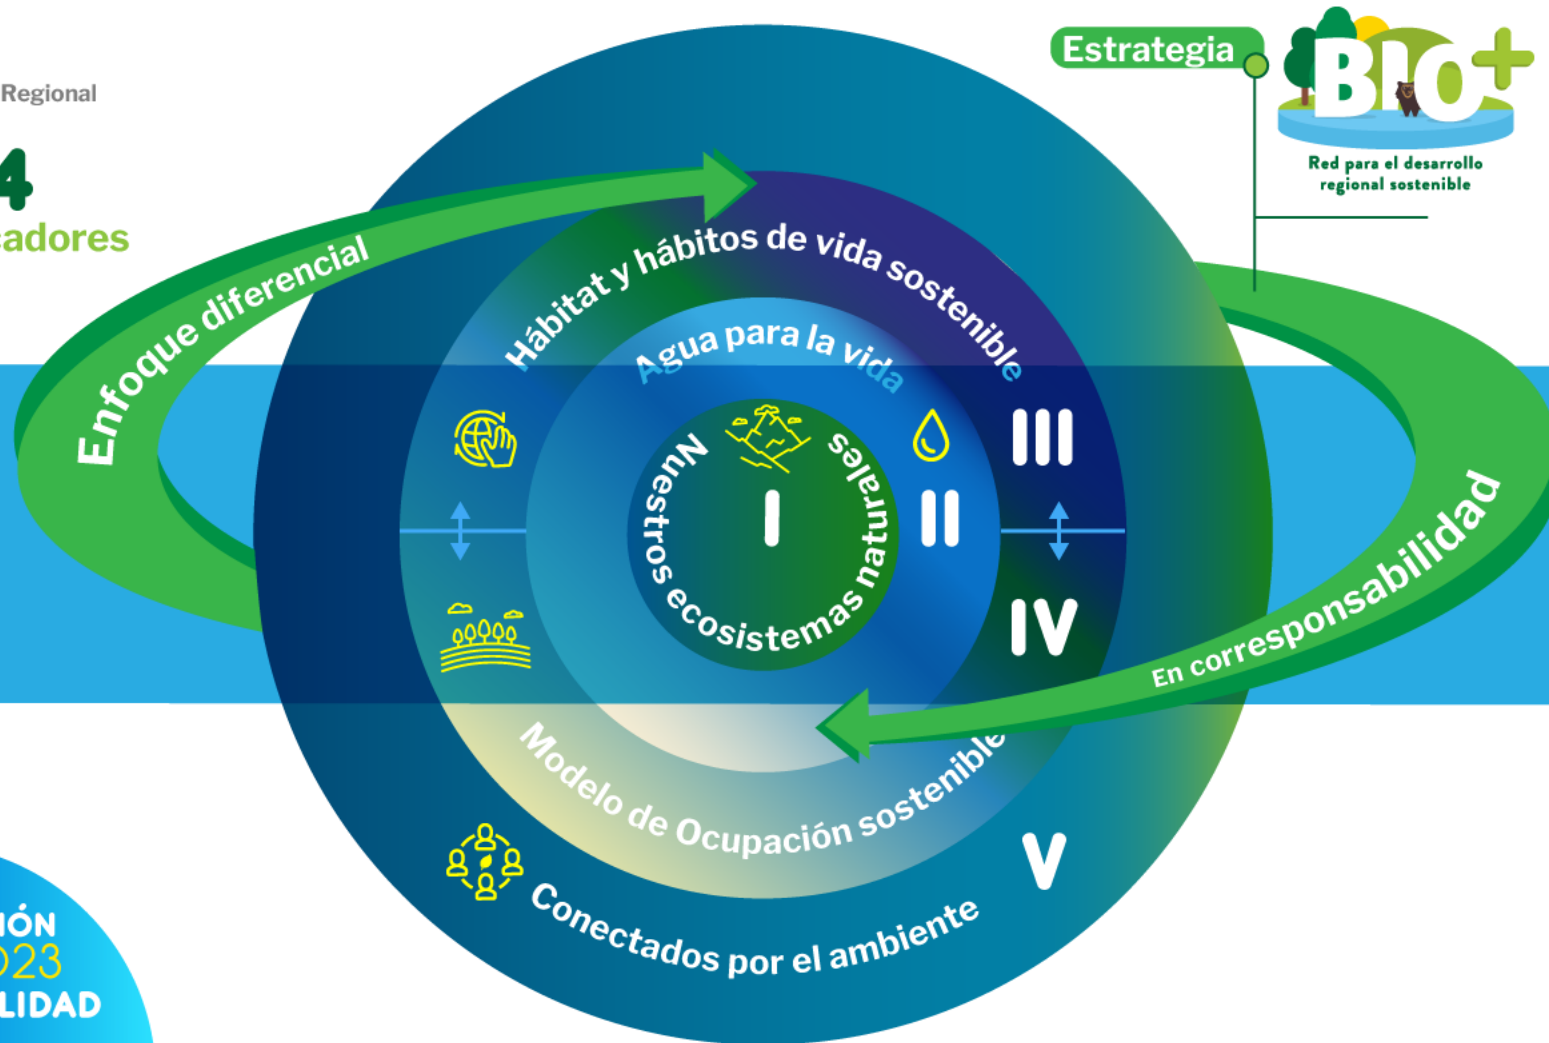 Regional
4
cadores
Estrategia
BIO+
Red para el desarrollo
regional sostenible
Enfoque diferencial
Hábitat y hábitos de vida sostenible
Agua para la vida
Nuestros ecosistemas naturales
I
II
III
IV
En corresponsabilidad
Modelo de Ocupación sostenible
V
Conectados por el ambiente
IÓN
023
LIDAD